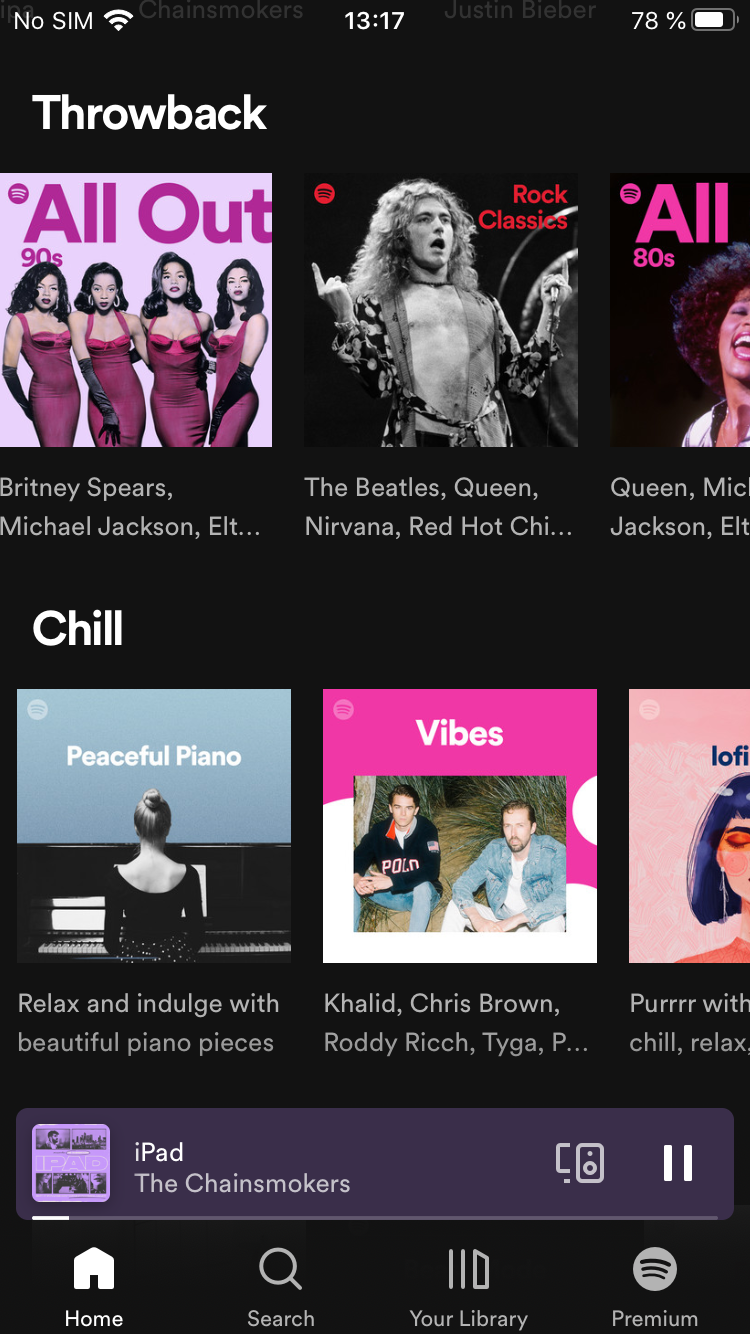 Chainsmokers
Justin Bieber
No SIM
13:17
78 %
Throwback
All Out
90s
Rock
Classics
All
80s
Britney Spears,
Michael Jackson, Elt...
The Beatles, Queen,
Nirvana, Red Hot Chi...
Queen, Mic
Jackson, Elt
Chill
Peaceful Piano
Vibes
POLO
lofi
Relax and indulge with
beautiful piano pieces
Khalid, Chris Brown,
Roddy Ricch, Tyga, P...
Purrrr with
chill, relax,
IPAD
iPad
The Chainsmokers
Home
Search
Your Library
Premium